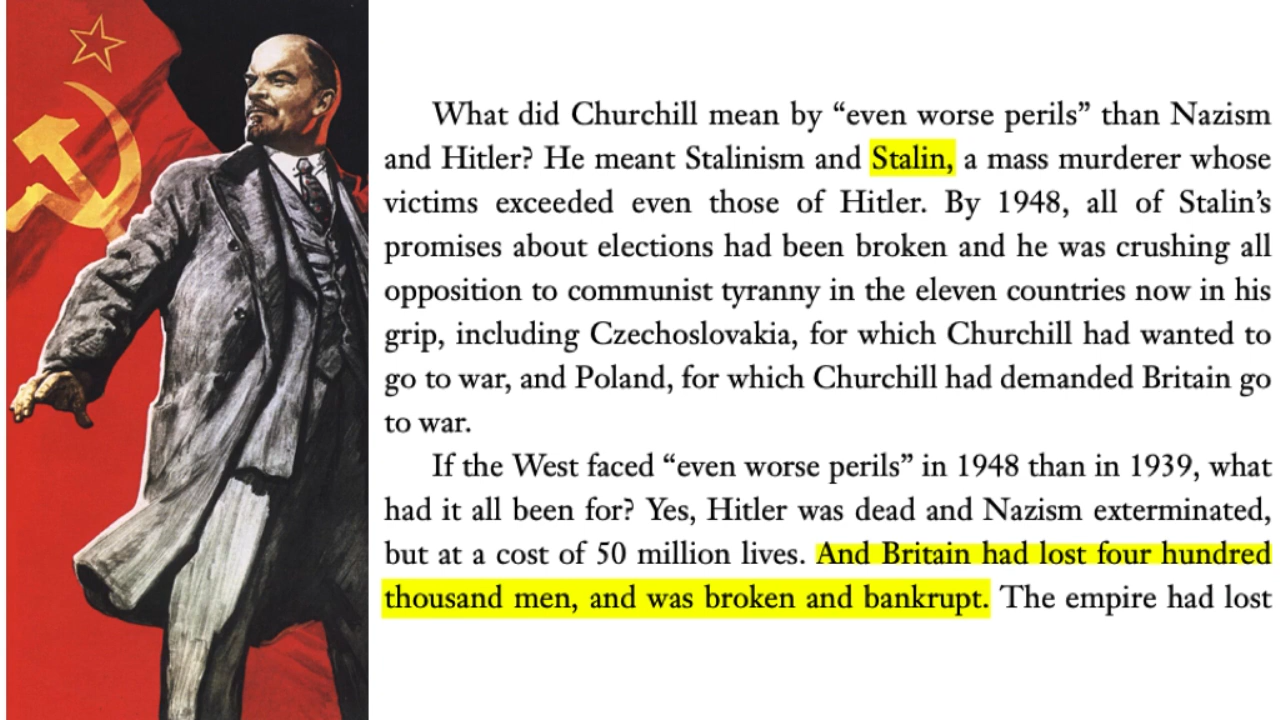 What did Churchill mean by “even worse perils” than Nazism
and Hitler? He meant Stalinism and Stalin, a mass murderer whose
victims exceeded even those of Hitler. By 1948, all of Stalin’s
promises about elections had been broken and he was crushing all
opposition to communist tyranny in the eleven countries now in his
grip, including Czechoslovakia, for which Churchill had wanted to
go to war, and Poland, for which Churchill had demanded Britain go
to war.
If the West faced “even worse perils” in 1948 than in 1939, what
had it all been for? Yes, Hitler was dead and Nazism exterminated,
but at a cost of 50 million lives. And Britain had lost four hundred
thousand men, and was broken and bankrupt. The empire had lost